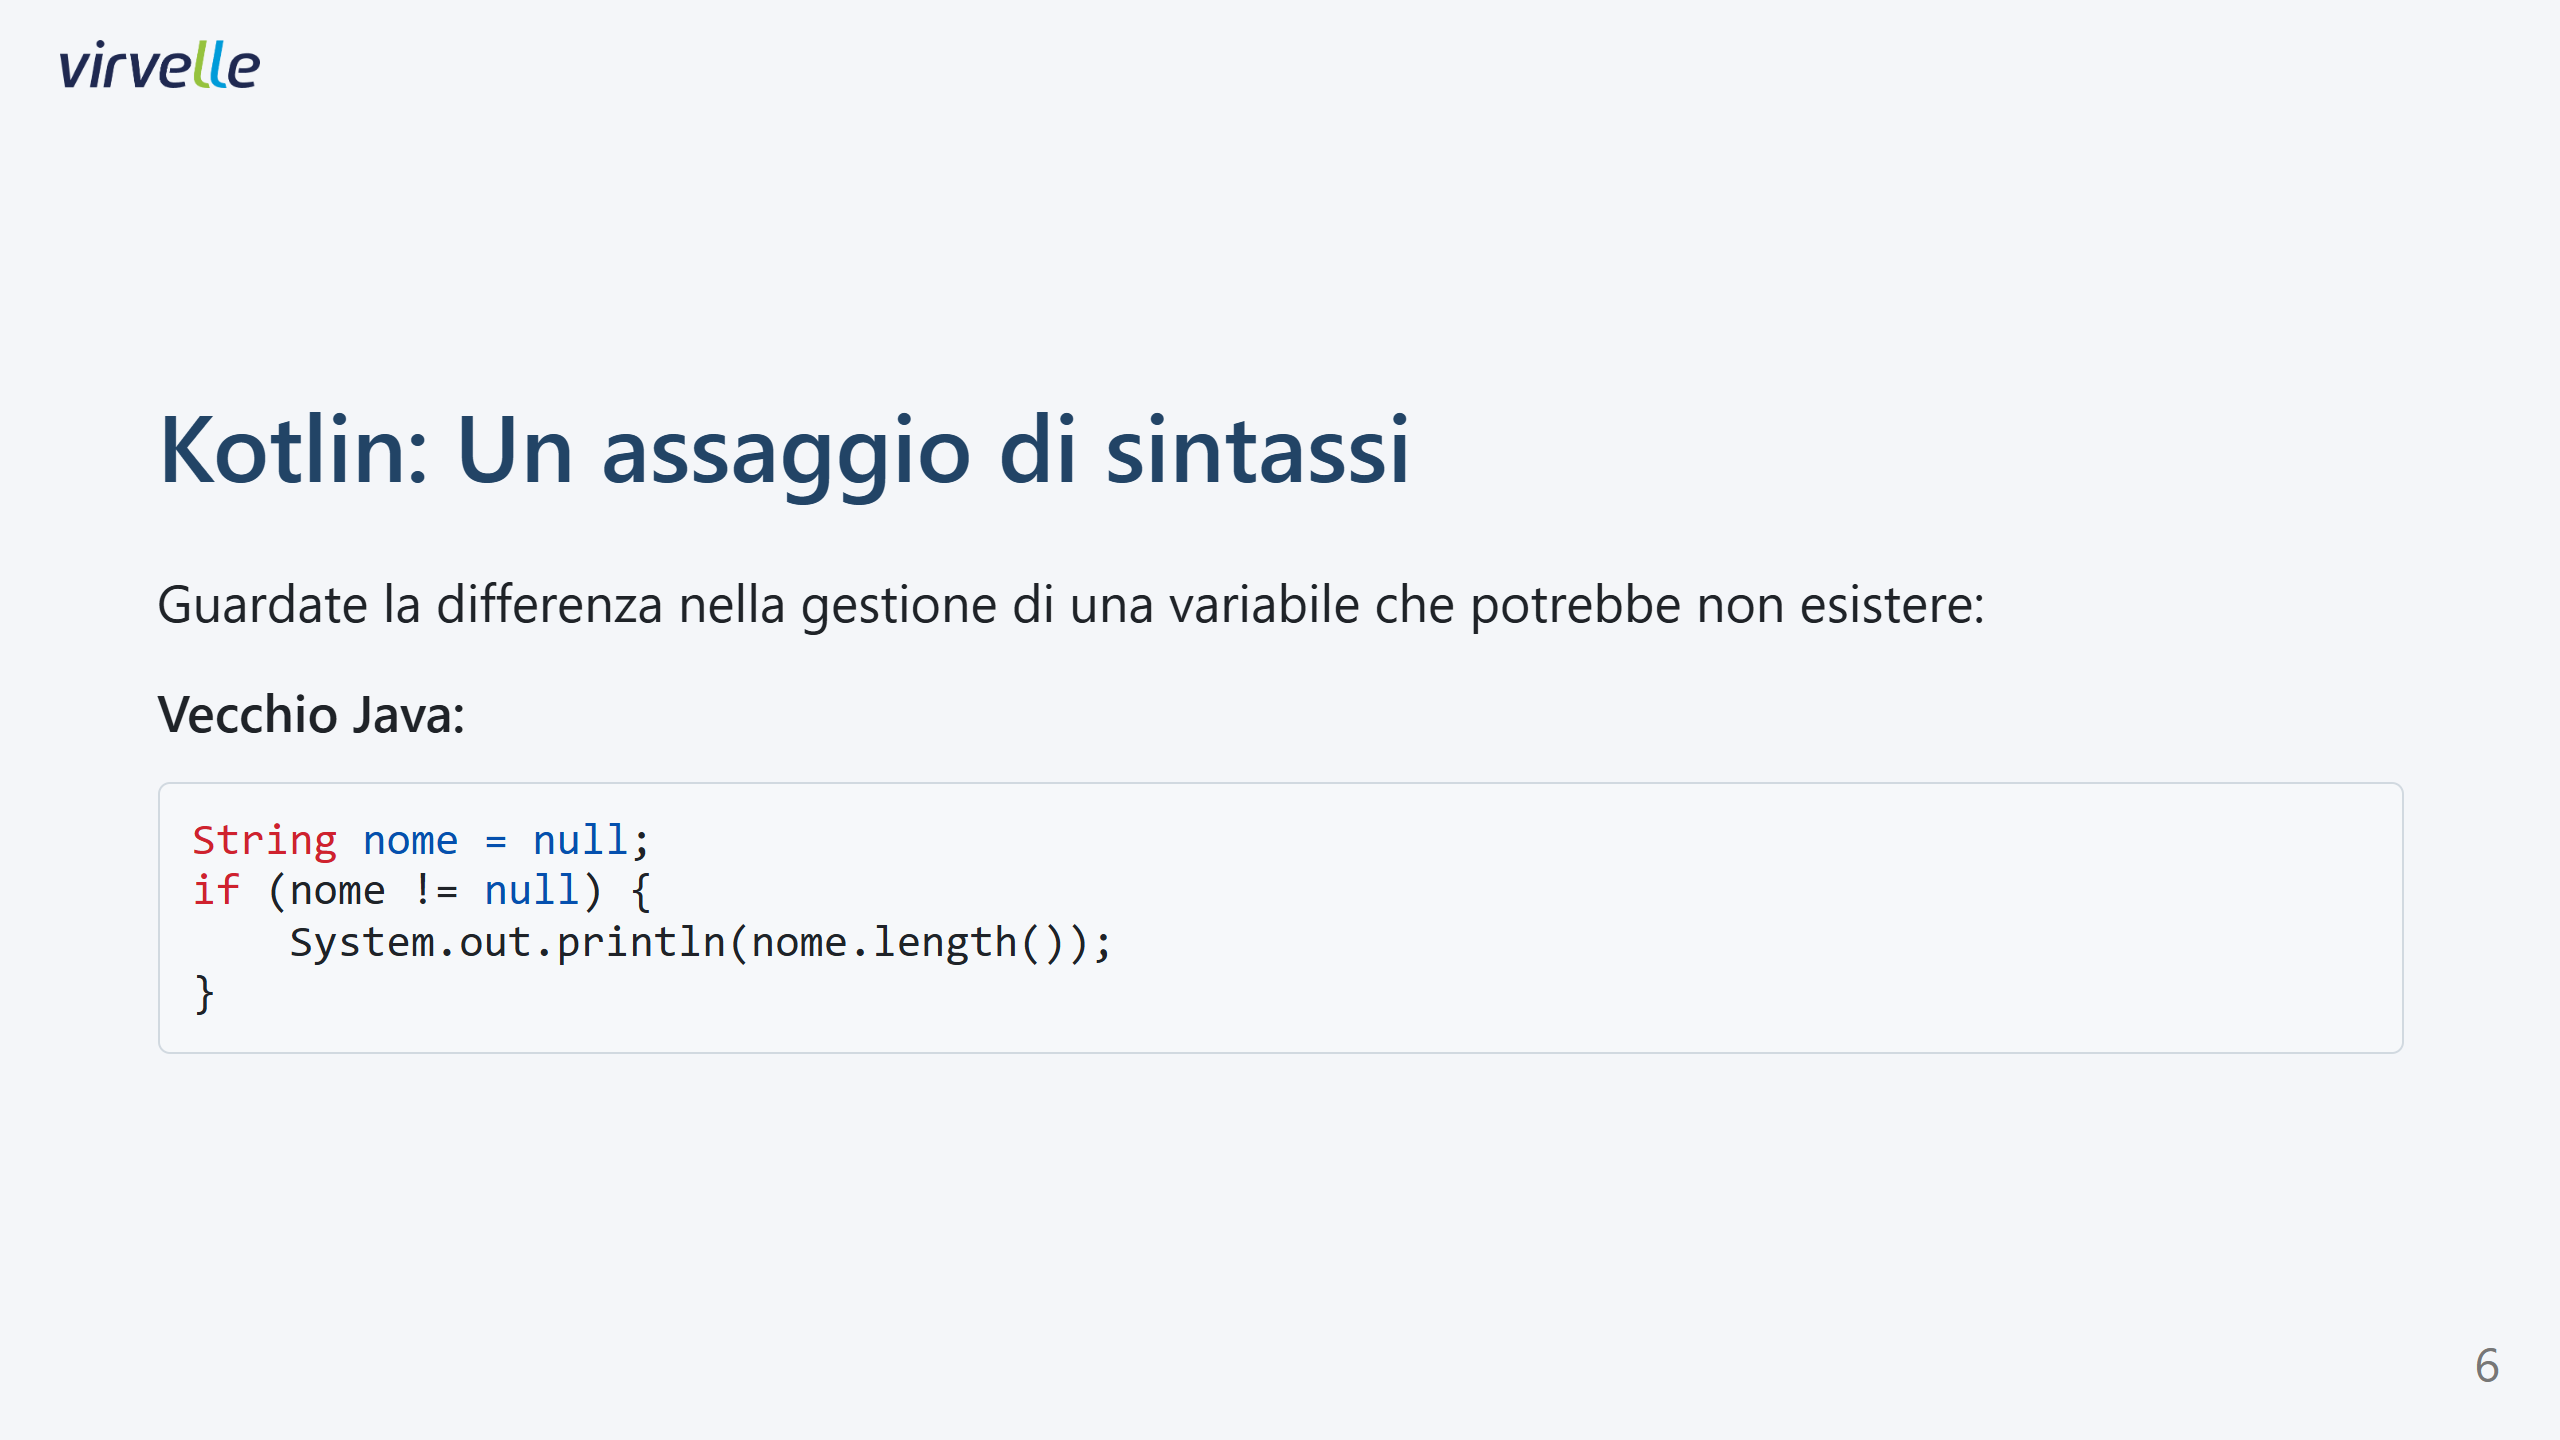 virvelle
Kotlin: Un assaggio di sintassi
Guardate la differenza nella gestione di una variabile che potrebbe non esistere:
Vecchio Java:
String nome = null;
if (nome != null) {
    System.out.println(nome.length());
}
6